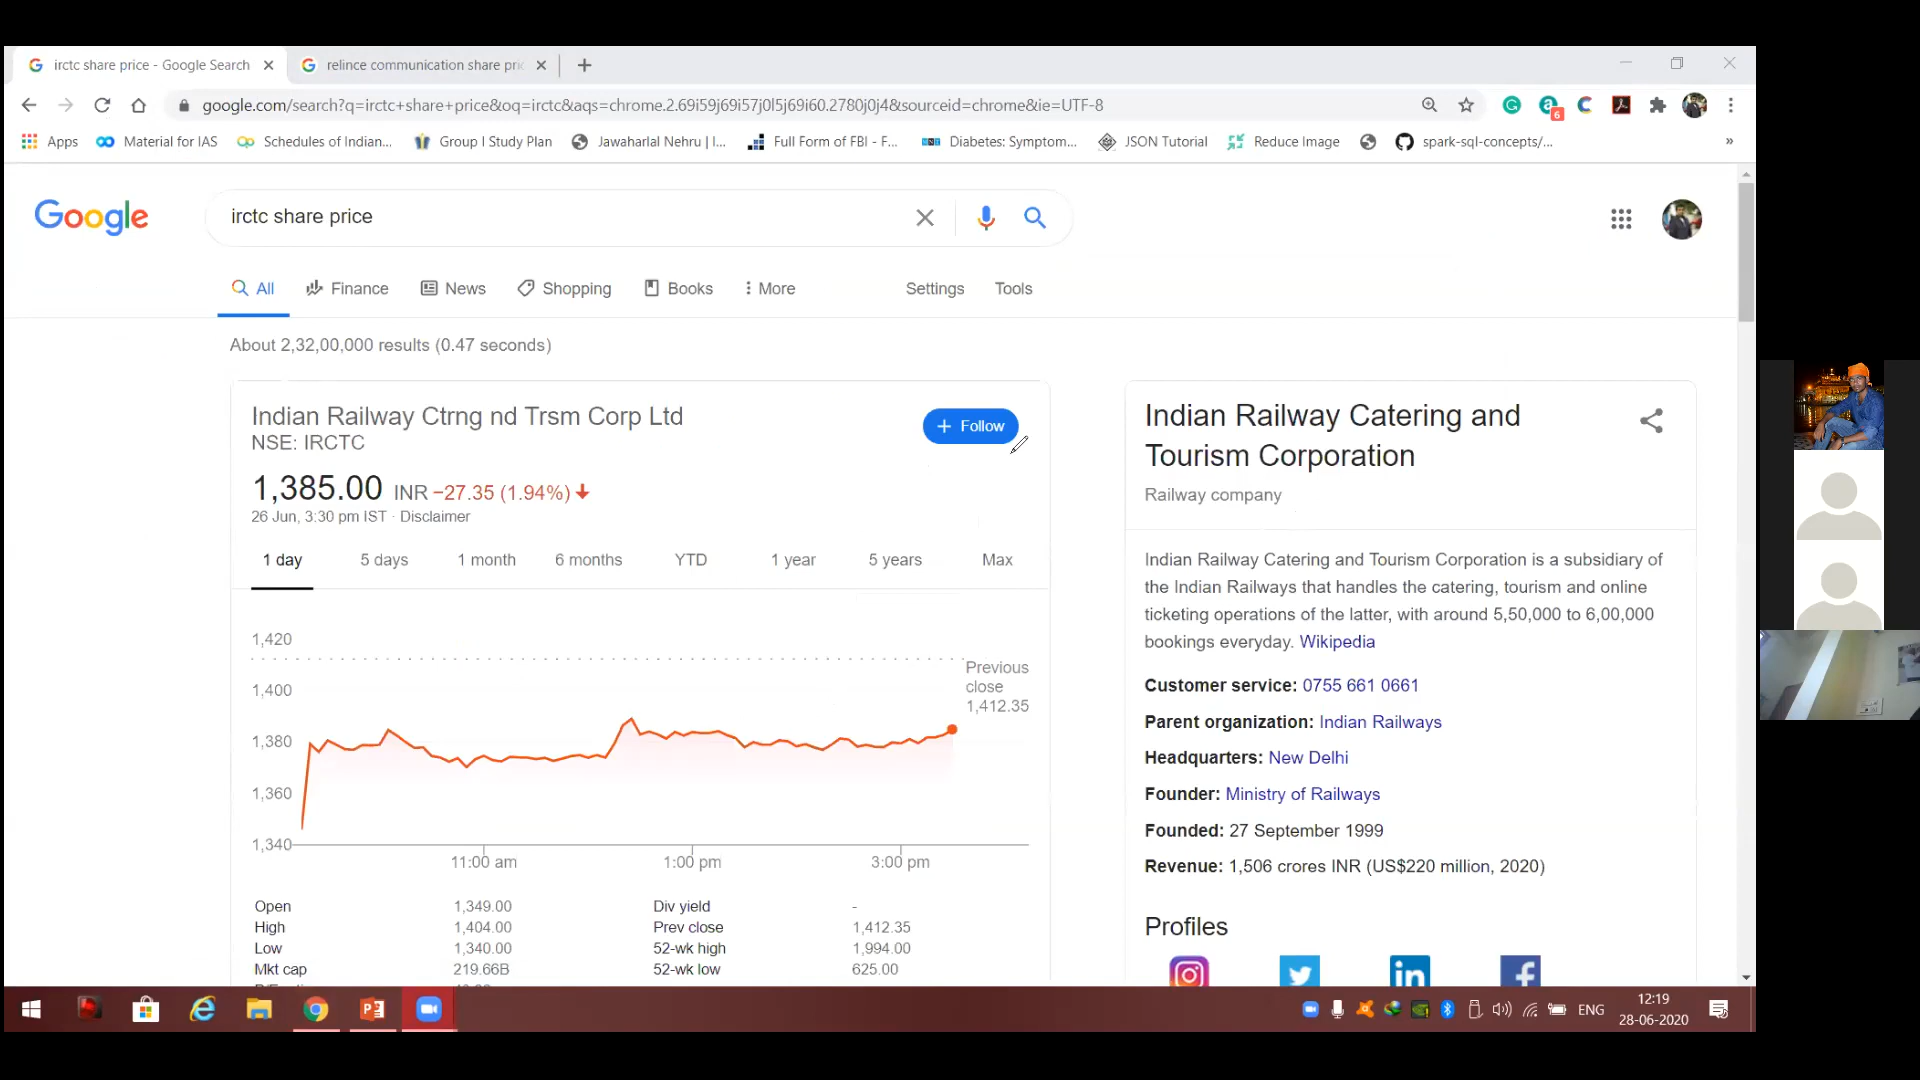 irctc share price - Google Search
relince communication share pric
google.com/search?q=irctc+share+price&oq=irctc&aqs=chrome.2.69i59j69i57j0l5j69i60.2780j0j4&sourceid=chrome&ie=UTF-8
6
Apps Material for IAS Schedules of Indian... Group I Study Plan Jawaharlal Nehru | I... Full Form of FBI - F... Diabetes: Symptom... JSON Tutorial Reduce Image spark-sql-concepts/... »
Google
irctc share price
All Finance News Shopping Books More Settings Tools
About 2,32,00,000 results (0.47 seconds)
Indian Railway Ctrng nd Trsm Corp Ltd
NSE: IRCTC
+ Follow
1,385.00 INR −27.35 (1.94%)
26 Jun, 3:30 pm IST · Disclaimer
1 day 5 days 1 month 6 months YTD 1 year 5 years Max
1,420
1,400
1,380
1,360
1,340
Previous
close
1,412.35
11:00 am 1:00 pm 3:00 pm
Open 1,349.00 Div yield -
High 1,404.00 Prev close 1,412.35
Low 1,340.00 52-wk high 1,994.00
Mkt cap 219.66B 52-wk low 625.00
Indian Railway Catering and
Tourism Corporation
Railway company
Indian Railway Catering and Tourism Corporation is a subsidiary of
the Indian Railways that handles the catering, tourism and online
ticketing operations of the latter, with around 5,50,000 to 6,00,000
bookings everyday. Wikipedia
Customer service: 0755 661 0661
Parent organization: Indian Railways
Headquarters: New Delhi
Founder: Ministry of Railways
Founded: 27 September 1999
Revenue: 1,506 crores INR (US$220 million, 2020)
Profiles
ENG
12:19
28-06-2020